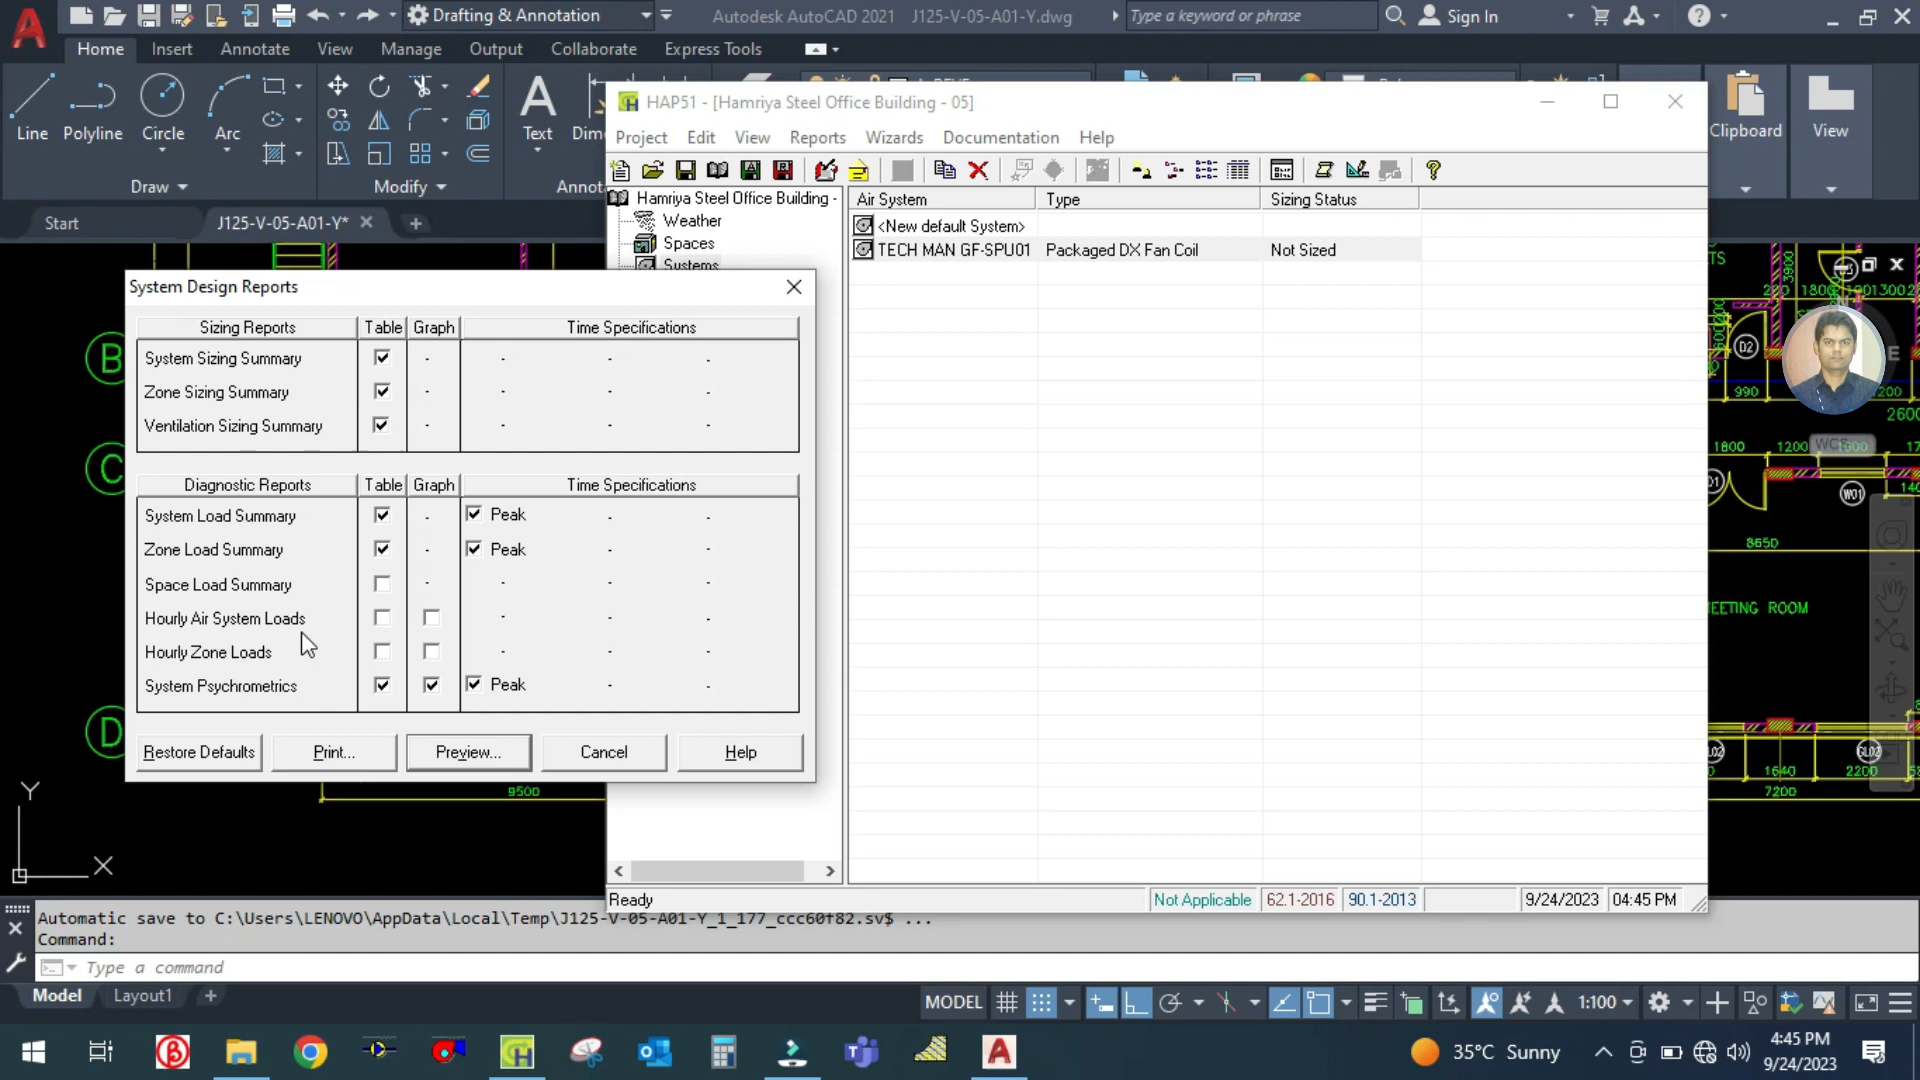 Drafting & Annotation
Autodesk AutoCAD 2021 J125-V-05-A01-Y.dwg
Type a keyword or phrase
Sign In
Home Insert Annotate View Manage Output Collaborate Express Tools
Line Polyline Circle Arc
Text
Draw
Modify
Clipboard
View
Start
J125-V-05-A01-Y*
HAP51 - [Hamriya Steel Office Building - 05]
Project Edit View Reports Wizards Documentation Help
Hamriya Steel Office Building -
Weather
Spaces
Systems
Air System Type Sizing Status
<New default System>
TECH MAN GF-SPU01 Packaged DX Fan Coil Not Sized
System Design Reports
Sizing Reports Table Graph Time Specifications
System Sizing Summary - - - -
Zone Sizing Summary - - - -
Ventilation Sizing Summary - - - -
Diagnostic Reports Table Graph Time Specifications
System Load Summary - Peak - -
Zone Load Summary - Peak - -
Space Load Summary - - - -
Hourly Air System Loads - - -
Hourly Zone Loads - - -
System Psychrometrics Peak - -
Restore Defaults Print... Preview... Cancel Help
B
C
D
9500
D2
990
2600
1800 1200
W01
8650
MEETING ROOM
GL02
1640 2200
7200
Y
X
Ready
Not Applicable 62.1-2016 90.1-2013 9/24/2023 04:45 PM
Automatic save to C:\Users\LENOVO\AppData\Local\Temp\J125-V-05-A01-Y_1_177_ccc60f82.sv$ ...
Command:
Type a command
Model Layout1
MODEL
1:100
35°C Sunny
4:45 PM
9/24/2023